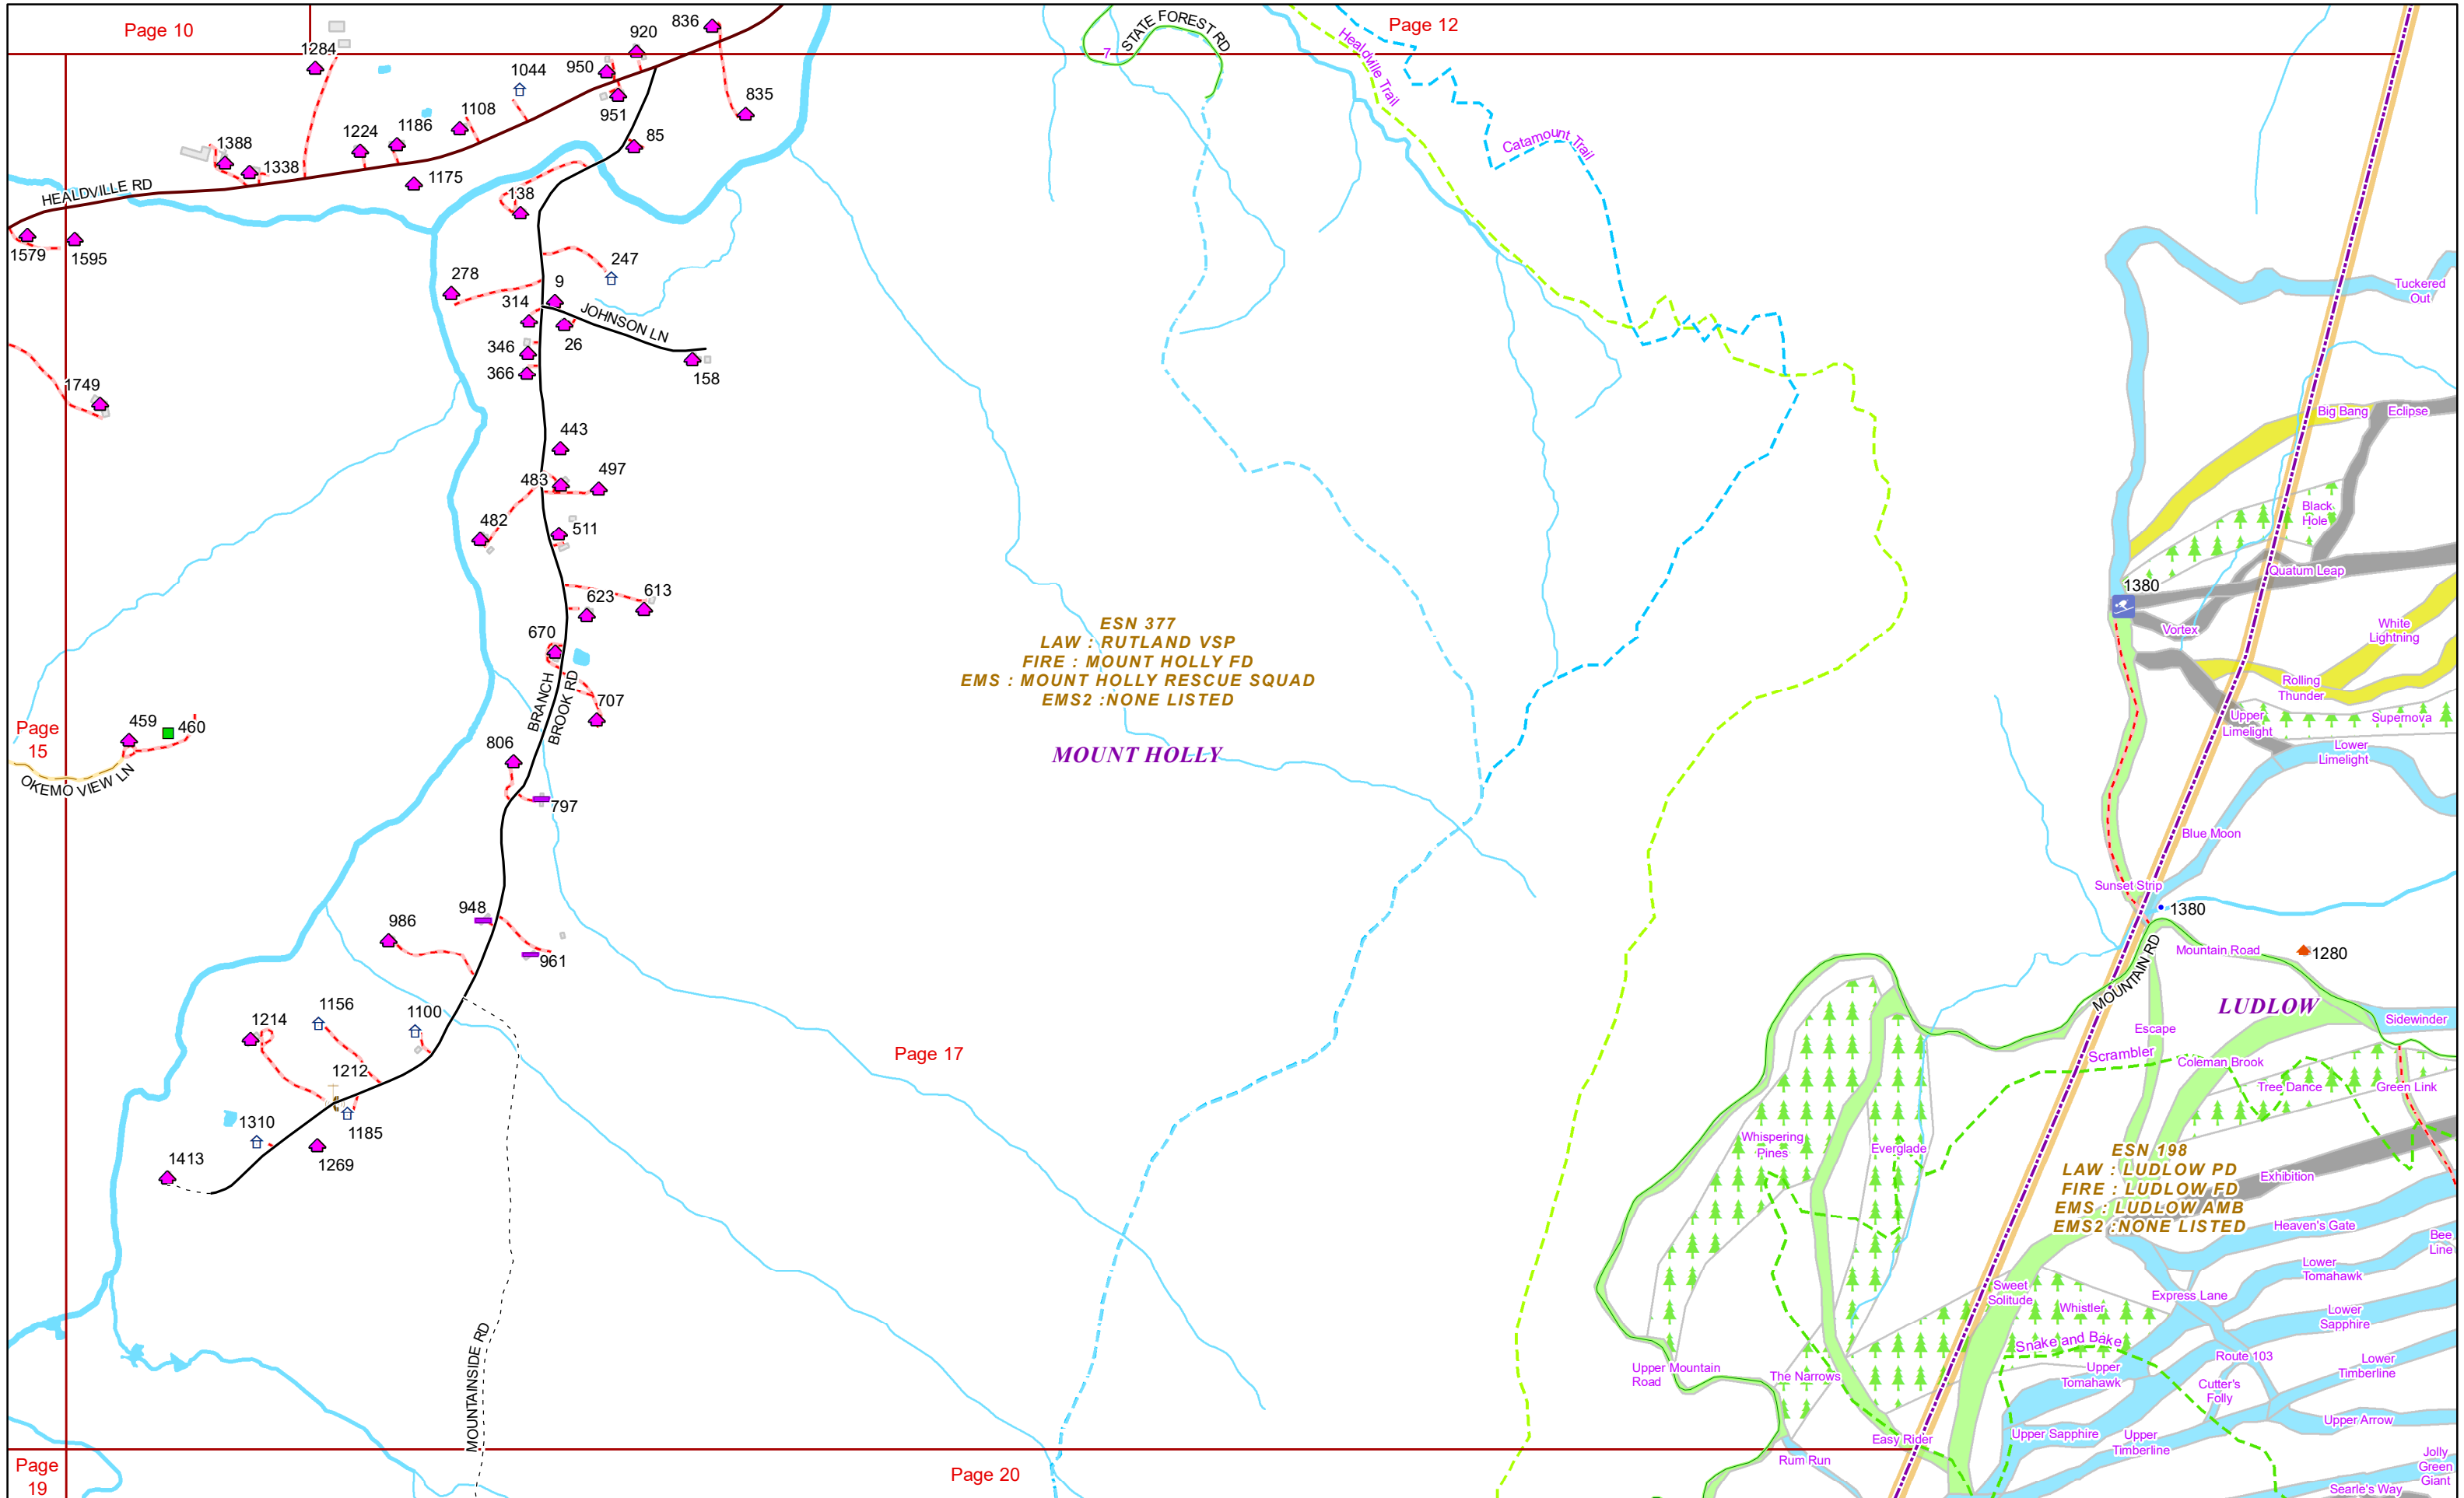 Page 10
Page 12
836
920
1284
STATE FOREST RD
7
Healdville Trail
950
1044
951
835
1108
1186
1224
85
Catamount Trail
1388
1338
1175
HEALDVILLE RD
138
1579
1595
247
278
9
314
JOHNSON LN
26
346
366
158
Tuckered
Out
1749
Big Bang
Eclipse
443
483
497
482
511
Black
Hole
Quatum Leap
1380
613
623
670
White
Lightning
Vortex
ESN 377
LAW : RUTLAND VSP
FIRE : MOUNT HOLLY FD
EMS : MOUNT HOLLY RESCUE SQUAD
EMS2 :NONE LISTED
BRANCH
BROOK RD
707
Rolling
Thunder
Upper
Limelight
Supernova
Page
15
459
460
806
MOUNT HOLLY
Lower
Limelight
OKEMO VIEW LN
797
Blue Moon
Sunset Strip
1380
948
986
961
MOUNTAIN RD
Mountain Road
1280
LUDLOW
1214
1156
1100
Sidewinder
Escape
Scrambler
Coleman Brook
Page 17
1212
Tree Dance
Green Link
1310
1185
1269
1413
Whispering
Pines
Everglade
ESN 198
LAW : LUDLOW PD
FIRE : LUDLOW FD
EMS : LUDLOW AMB
EMS2 :NONE LISTED
Exhibition
Heaven's Gate
Bee
Line
Lower
Tomahawk
Sweet
Solitude
Express Lane
Whistler
Lower
Sapphire
Snake and Bake
Route 103
MOUNTAINSIDE RD
Upper Mountain
Road
The Narrows
Upper
Tomahawk
Lower
Timberline
Cutter's
Folly
Upper Arrow
Easy Rider
Upper Sapphire
Upper
Timberline
Rum Run
Page
19
Page 20
Jolly
Green
Giant
Searle's Way